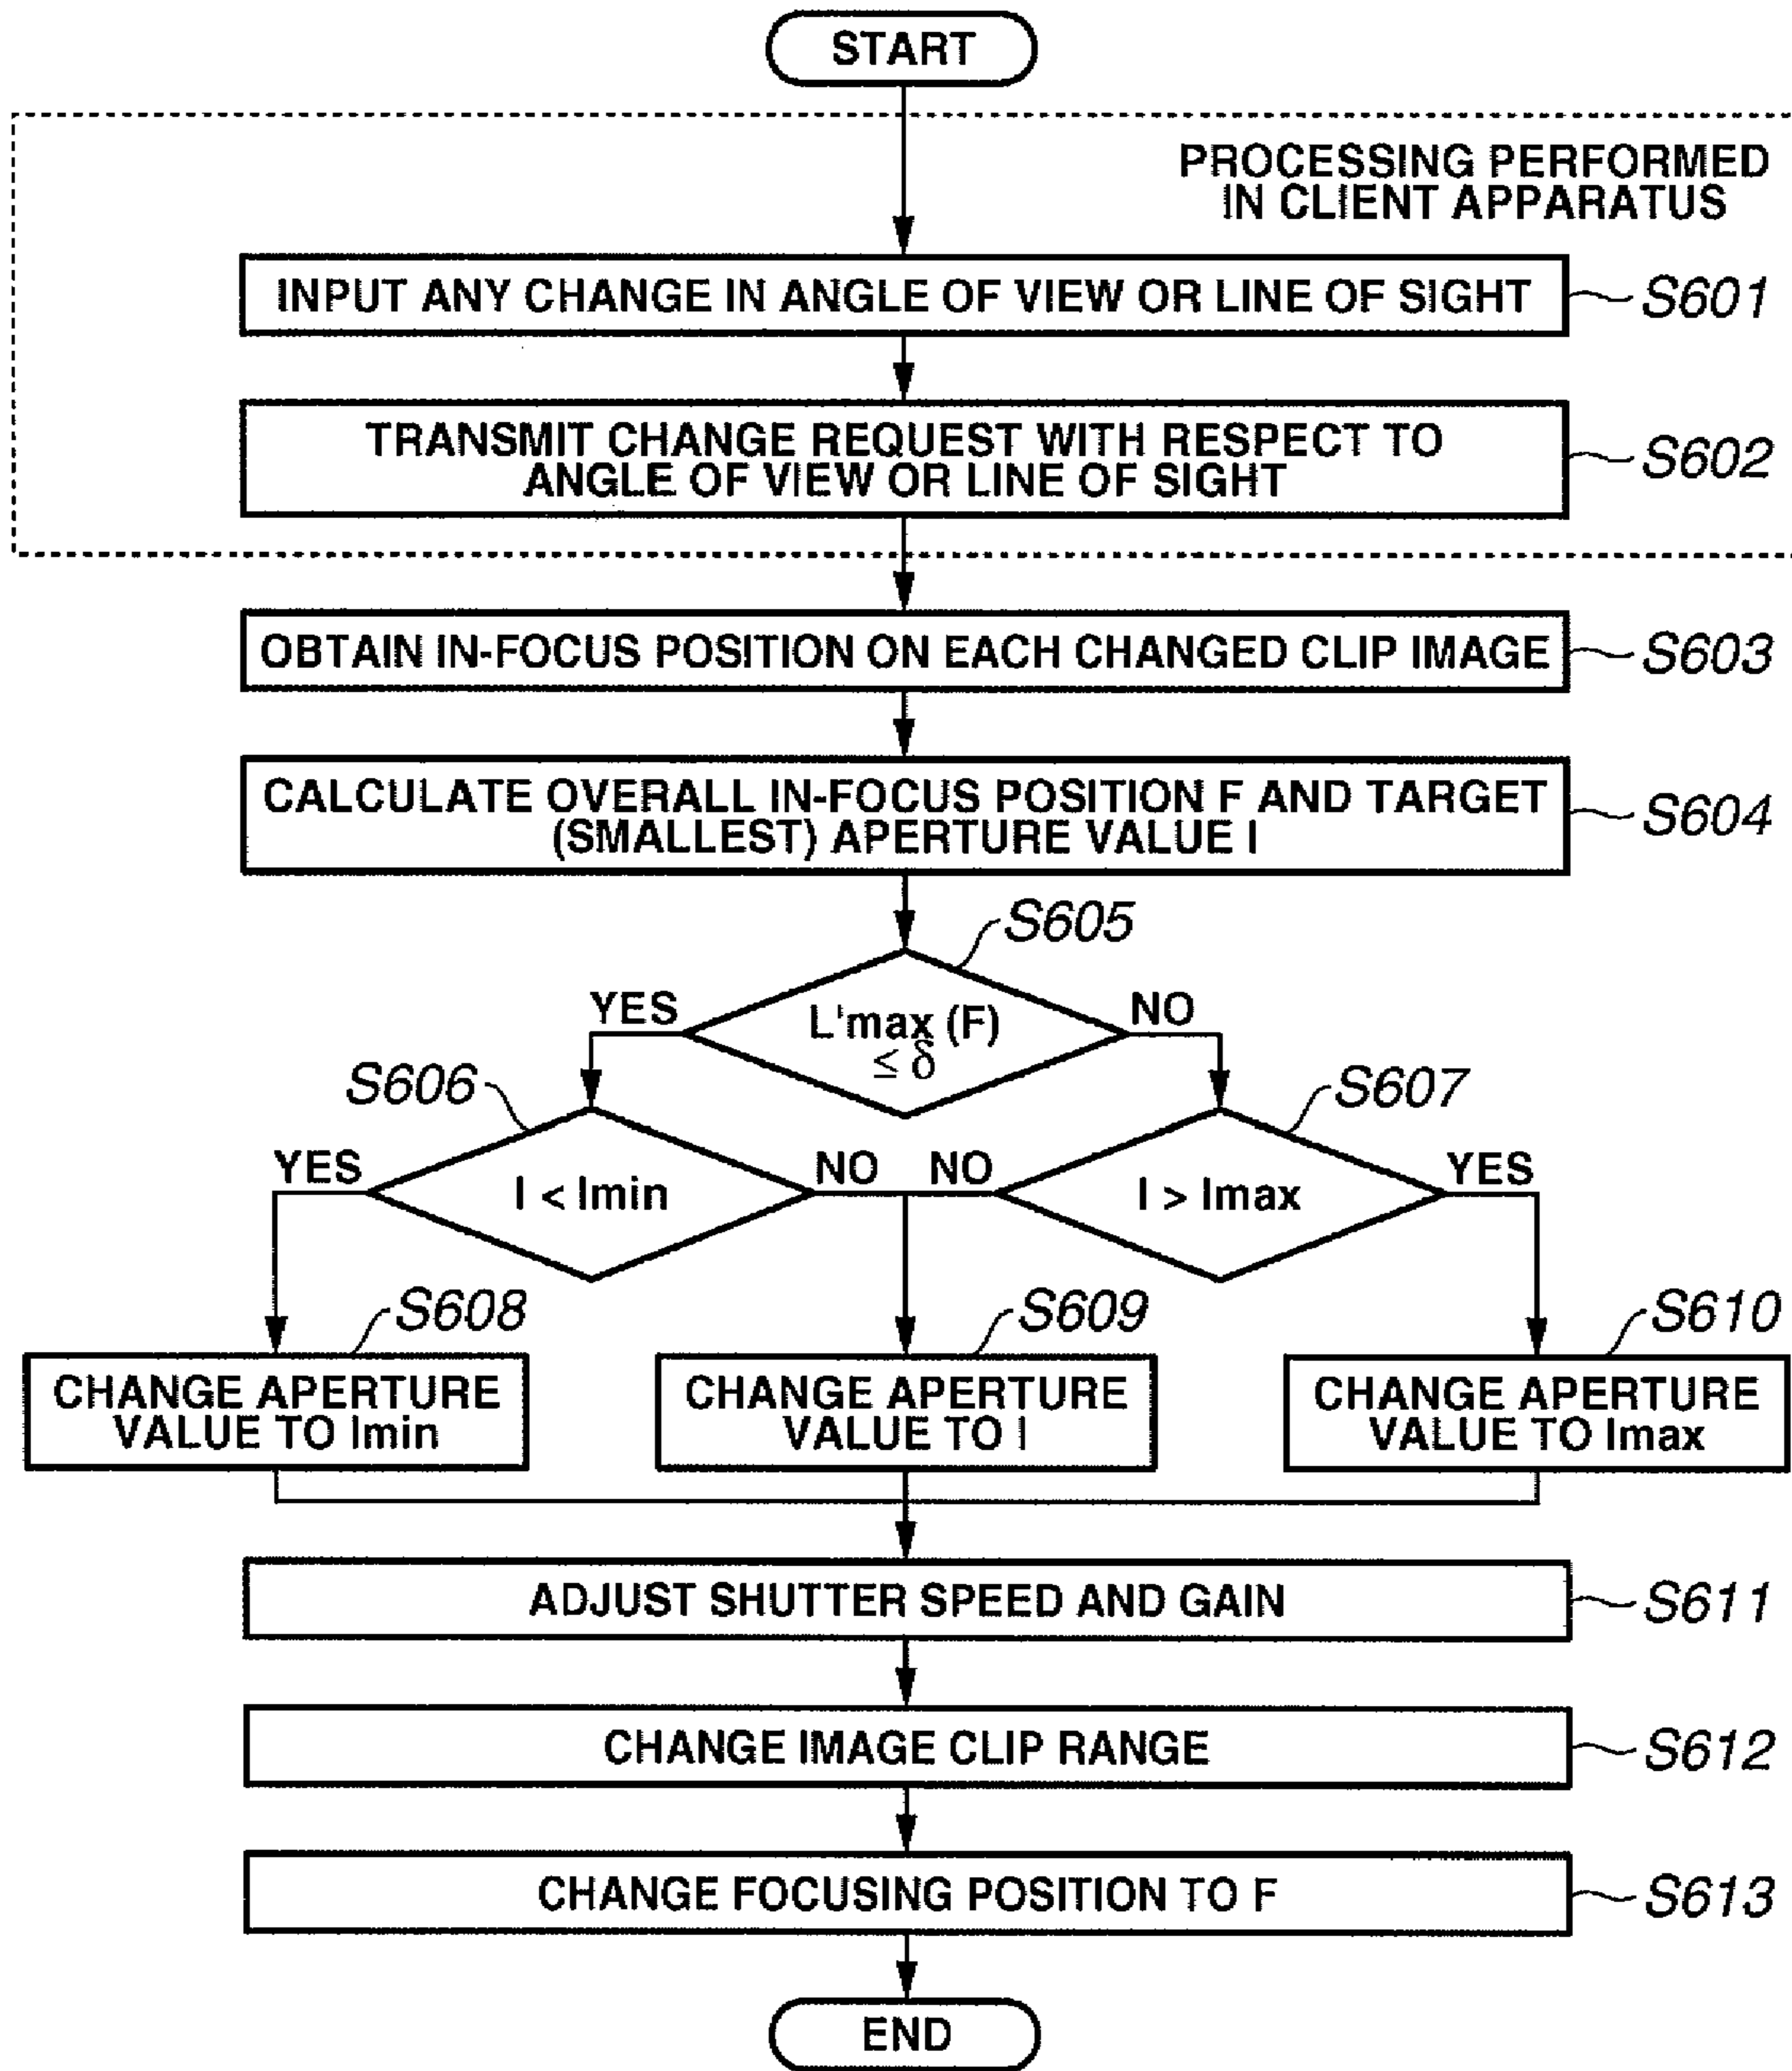 START
PROCESSING PERFORMED
IN CLIENT APPARATUS
INPUT ANY CHANGE IN ANGLE OF VIEW OR LINE OF SIGHT
S601
TRANSMIT CHANGE REQUEST WITH RESPECT TO
ANGLE OF VIEW OR LINE OF SIGHT
S602
OBTAIN IN-FOCUS POSITION ON EACH CHANGED CLIP IMAGE
S603
CALCULATE OVERALL IN-FOCUS POSITION F AND TARGET
(SMALLEST) APERTURE VALUE I
S604
S605
YES
L'max (F)
≤ δ
NO
S606
S607
YES
I < Imin
NO
NO
I > Imax
YES
S608
S609
S610
CHANGE APERTURE
VALUE TO Imin
CHANGE APERTURE
VALUE TO I
CHANGE APERTURE
VALUE TO Imax
ADJUST SHUTTER SPEED AND GAIN
S611
CHANGE IMAGE CLIP RANGE
S612
CHANGE FOCUSING POSITION TO F
S613
END